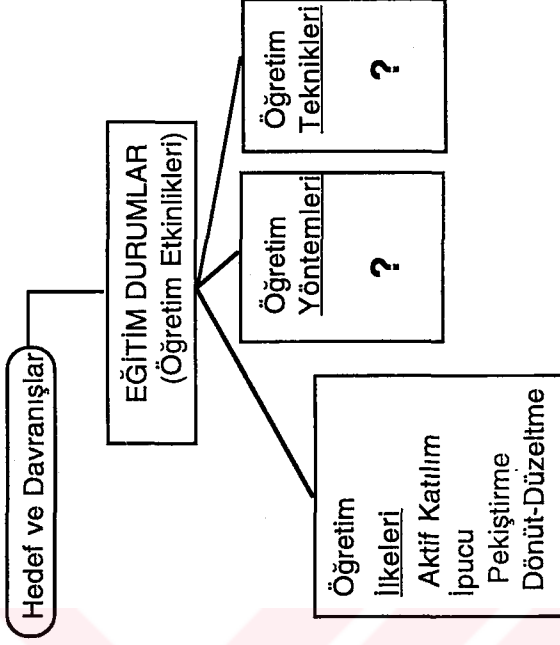 Hedef ve Davranışlar
EĞİTİM DURUMLAR
(Öğretim Etkinlikleri)
Öğretim
İlkeleri
Aktif Katılım
İpucu
Pekiştirme
Dönüt-Düzeltme
Öğretim
Yöntemleri
?
Öğretim
Teknikleri
?